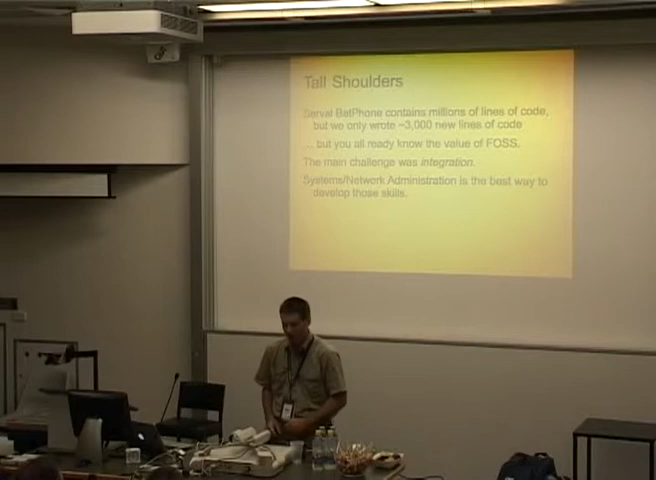 Tall Shoulders
Serval BatPhone contains millions of lines of code,
but we only wrote ~3,000 new lines of code
... but you all ready know the value of FOSS.
The main challenge was integration.
Systems/Network Administration is the best way to
develop those skills.